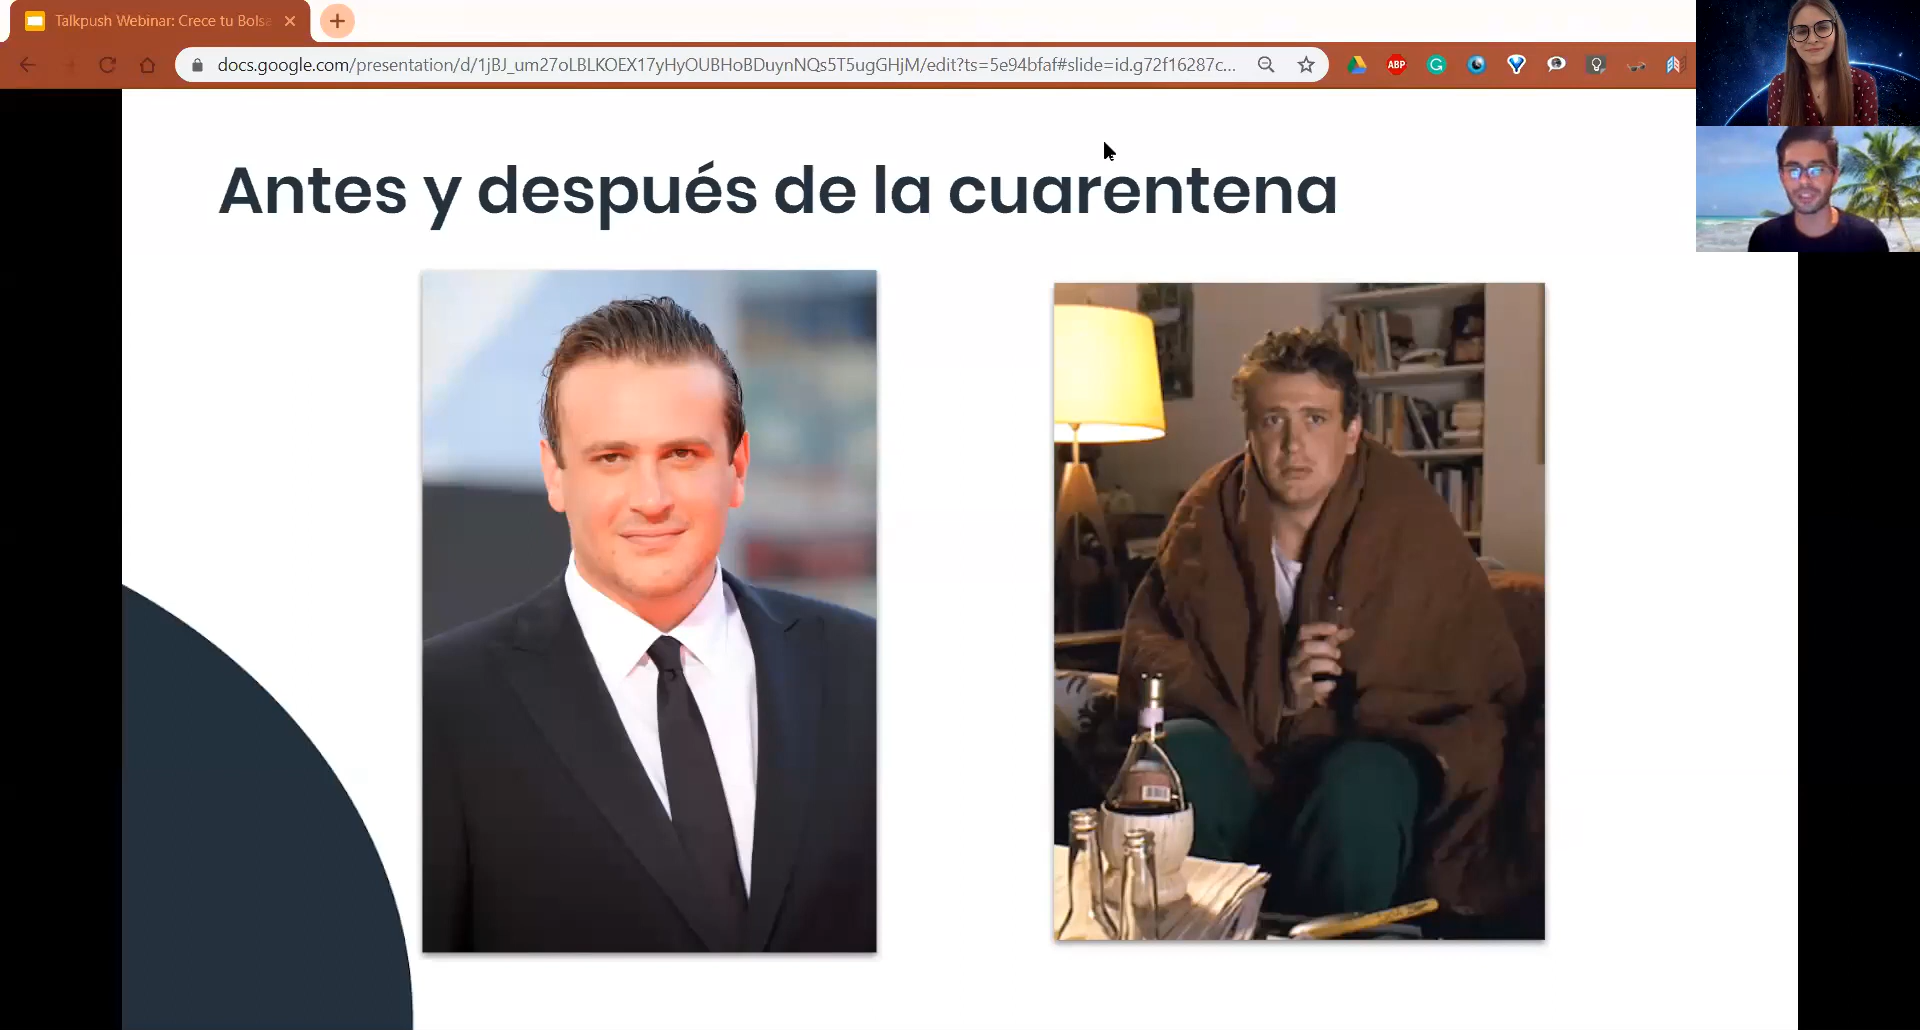 Talkpush Webinar: Crece tu Bolsa
docs.google.com/presentation/d/1jBJ_um27oLBLKOEX17yHyOUBHoBDuynNQs5T5ugGHjM/edit?ts=5e94bfaf#slide=id.g72f16287c...
ABP
Antes y después de la cuarentena